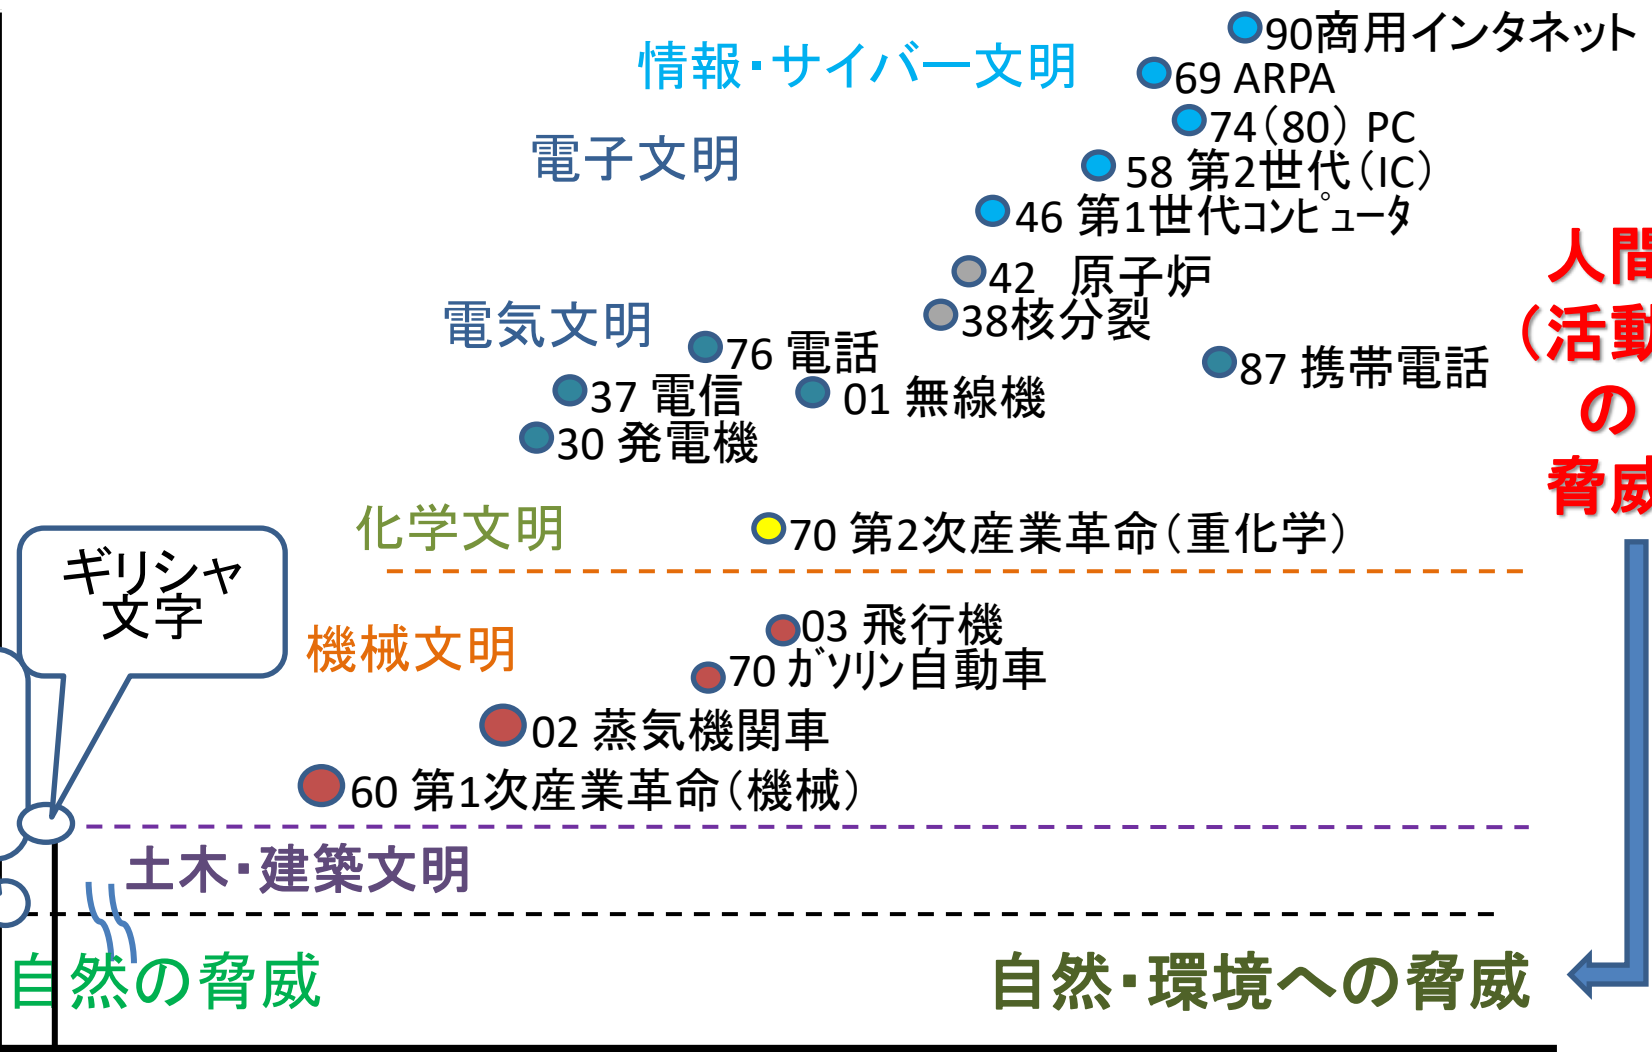 90商用インタネット
情報・サイバー文明
69 ARPA
74(80) PC
電子文明
58 第2世代(IC)
46 第1世代ｺﾝﾋﾟｭｰﾀ
42 原子炉
38核分裂
電気文明
76 電話
87 携帯電話
37 電信
01 無線機
30 発電機
人間
(活動
の
脅威
化学文明
70 第2次産業革命(重化学)
ギリシャ
文字
機械文明
03 飛行機
70 ｶﾞｿﾘﾝ自動車
02 蒸気機関車
60 第1次産業革命(機械)
土木・建築文明
自然の脅威
自然・環境への脅威